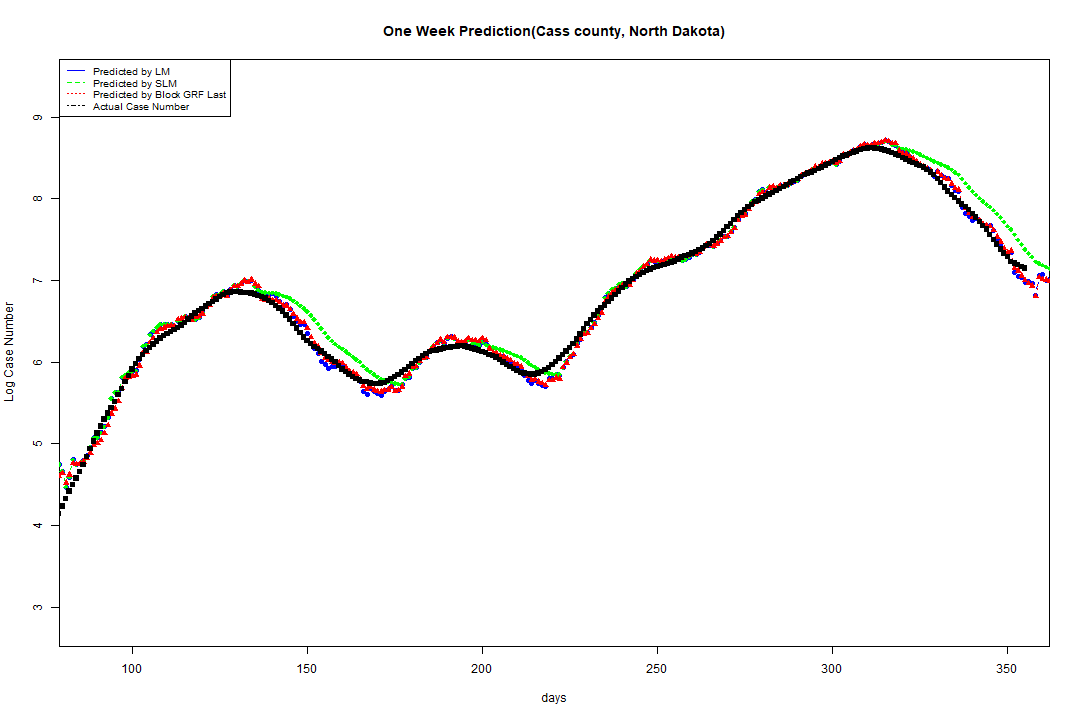 One Week Prediction(Cass county, North Dakota)
Predicted by LM
Predicted by SLM
Predicted by Block GRF Last
Actual Case Number
9
8
7
6
5
4
3
Log Case Number
100 150 200 250 300 350
days